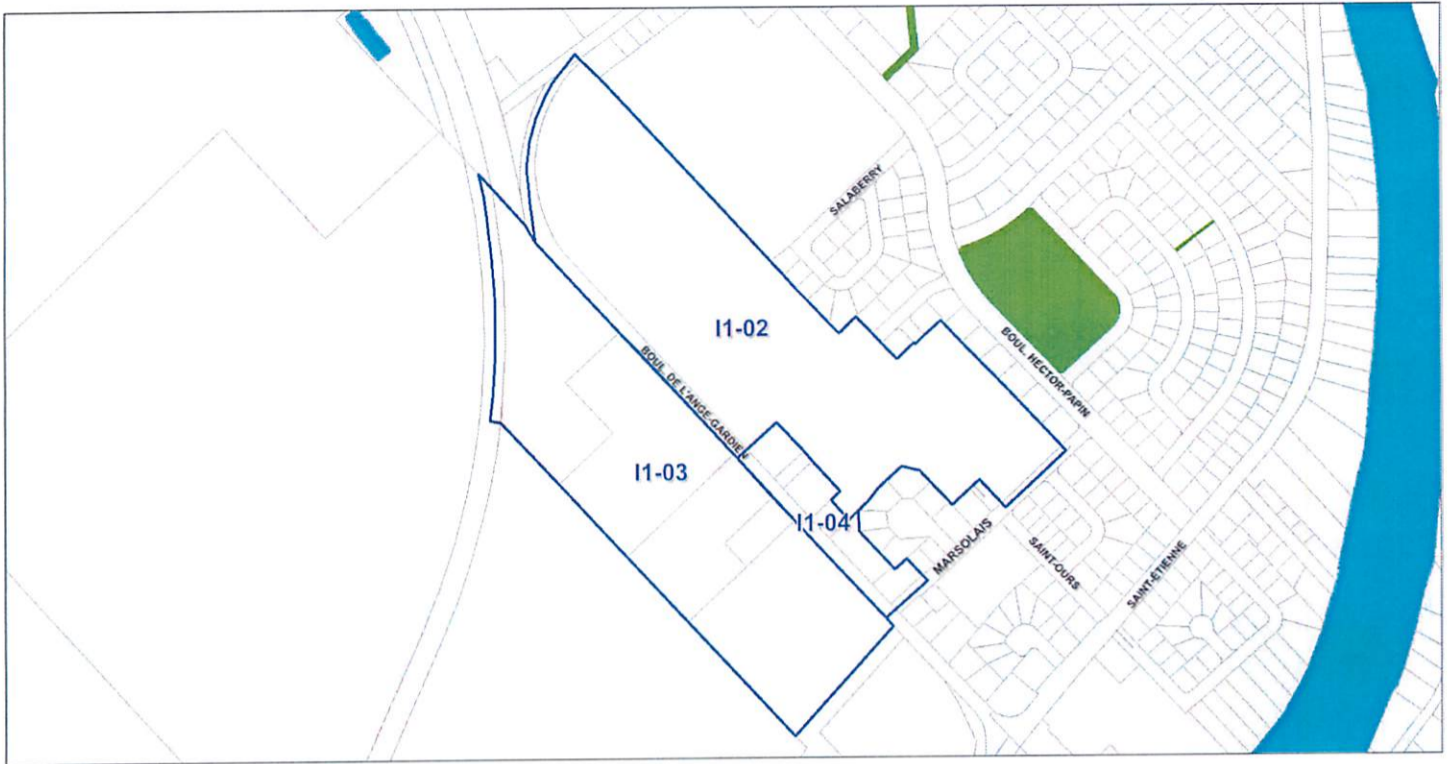 SALABERRY
I1-02
BOUL. HECTOR-PAPIN
BOUL. DE L'ANGE-GARDIEN
I1-03
I1-04
MARSOLAIS
SAINT-OURS
SAINT-ÉTIENNE